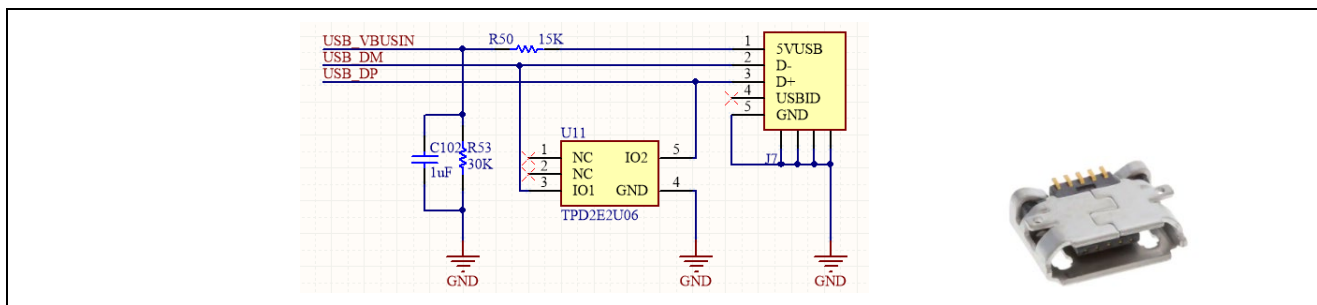 USB_VBUSIN
R50 15K
USB_DM
USB_DP
1 5VUSB
2 D-
3 D+
4 USBID
5 GND
J7
U11
C102 R53
1uF 30K
1 NC IO2 5
2 NC
3 IO1 GND 4
TPD2E2U06
GND
GND
GND